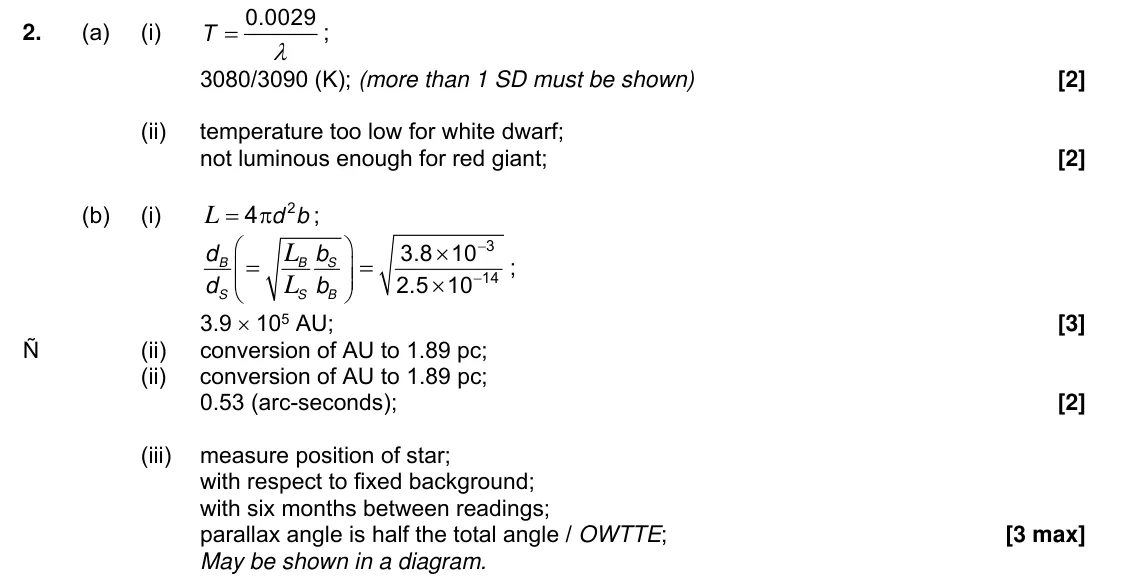 2. (a) (i) T = 0.0029/λ ;
3080/3090 (K); (more than 1 SD must be shown) [2]
(ii) temperature too low for white dwarf;
not luminous enough for red giant; [2]
(b) (i) L = 4πd²b ;
d_B/d_S ( = √(L_B/L_S b_S/b_B) ) = √(3.8×10⁻³/2.5×10⁻¹⁴) ;
3.9 × 10⁵ AU; [3]
Ñ (ii) conversion of AU to 1.89 pc;
(ii) conversion of AU to 1.89 pc;
0.53 (arc-seconds); [2]
(iii) measure position of star;
with respect to fixed background;
with six months between readings;
parallax angle is half the total angle / OWTTE; [3 max]
May be shown in a diagram.